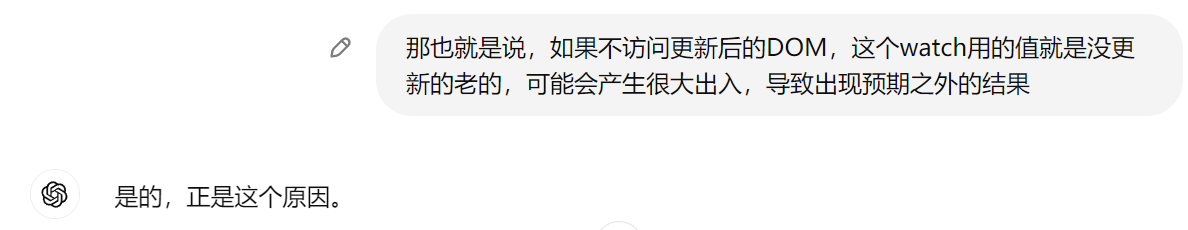 那也就是说，如果不访问更新后的DOM，这个watch用的值就是没更
新的老的，可能会产生很大出入，导致出现预期之外的结果
是的，正是这个原因。